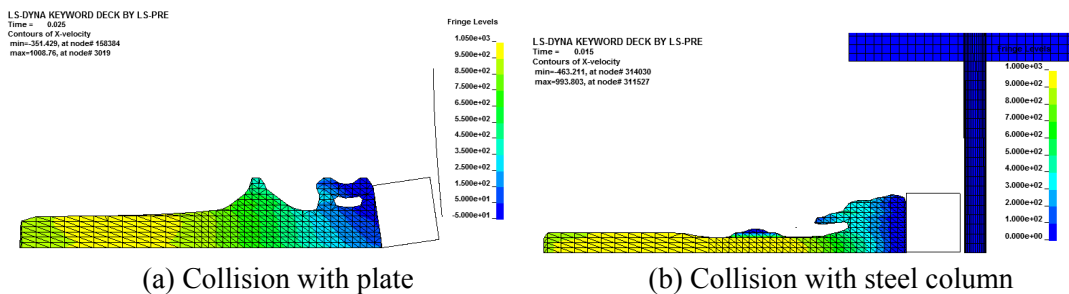 LS-DYNA KEYWORD DECK BY LS-PRE
Time = 0.025
Contours of X-velocity
min=-351.429, at node# 158384
max=1008.76, at node# 3019
Fringe Levels
1.050e+03
9.500e+02
8.500e+02
7.500e+02
6.500e+02
5.500e+02
4.500e+02
3.500e+02
2.500e+02
1.500e+02
5.000e+01
-5.000e+01
(a) Collision with plate
LS-DYNA KEYWORD DECK BY LS-PRE
Time = 0.015
Contours of X-velocity
min=-463.211, at node# 314030
max=993.803, at node# 311527
Fringe Levels
1.000e+03
9.000e+02
8.000e+02
7.000e+02
6.000e+02
5.000e+02
4.000e+02
3.000e+02
2.000e+02
1.000e+02
0.000e+00
(b) Collision with steel column